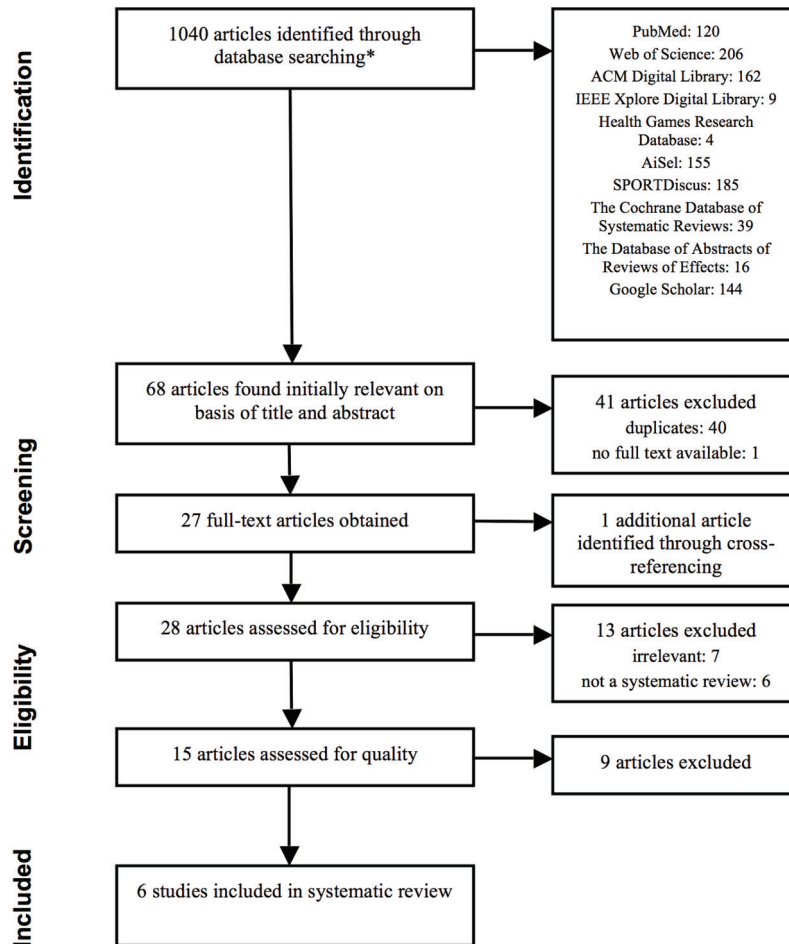 Identification
1040 articles identified through
database searching*
PubMed: 120
Web of Science: 206
ACM Digital Library: 162
IEEE Xplore Digital Library: 9
Health Games Research
Database: 4
AiSel: 155
SPORTDiscus: 185
The Cochrane Database of
Systematic Reviews: 39
The Database of Abstracts of
Reviews of Effects: 16
Google Scholar: 144
Screening
68 articles found initially relevant on
basis of title and abstract
41 articles excluded
duplicates: 40
no full text available: 1
27 full-text articles obtained
1 additional article
identified through cross-
referencing
Eligibility
28 articles assessed for eligibility
13 articles excluded
irrelevant: 7
not a systematic review: 6
15 articles assessed for quality
9 articles excluded
Included
6 studies included in systematic review